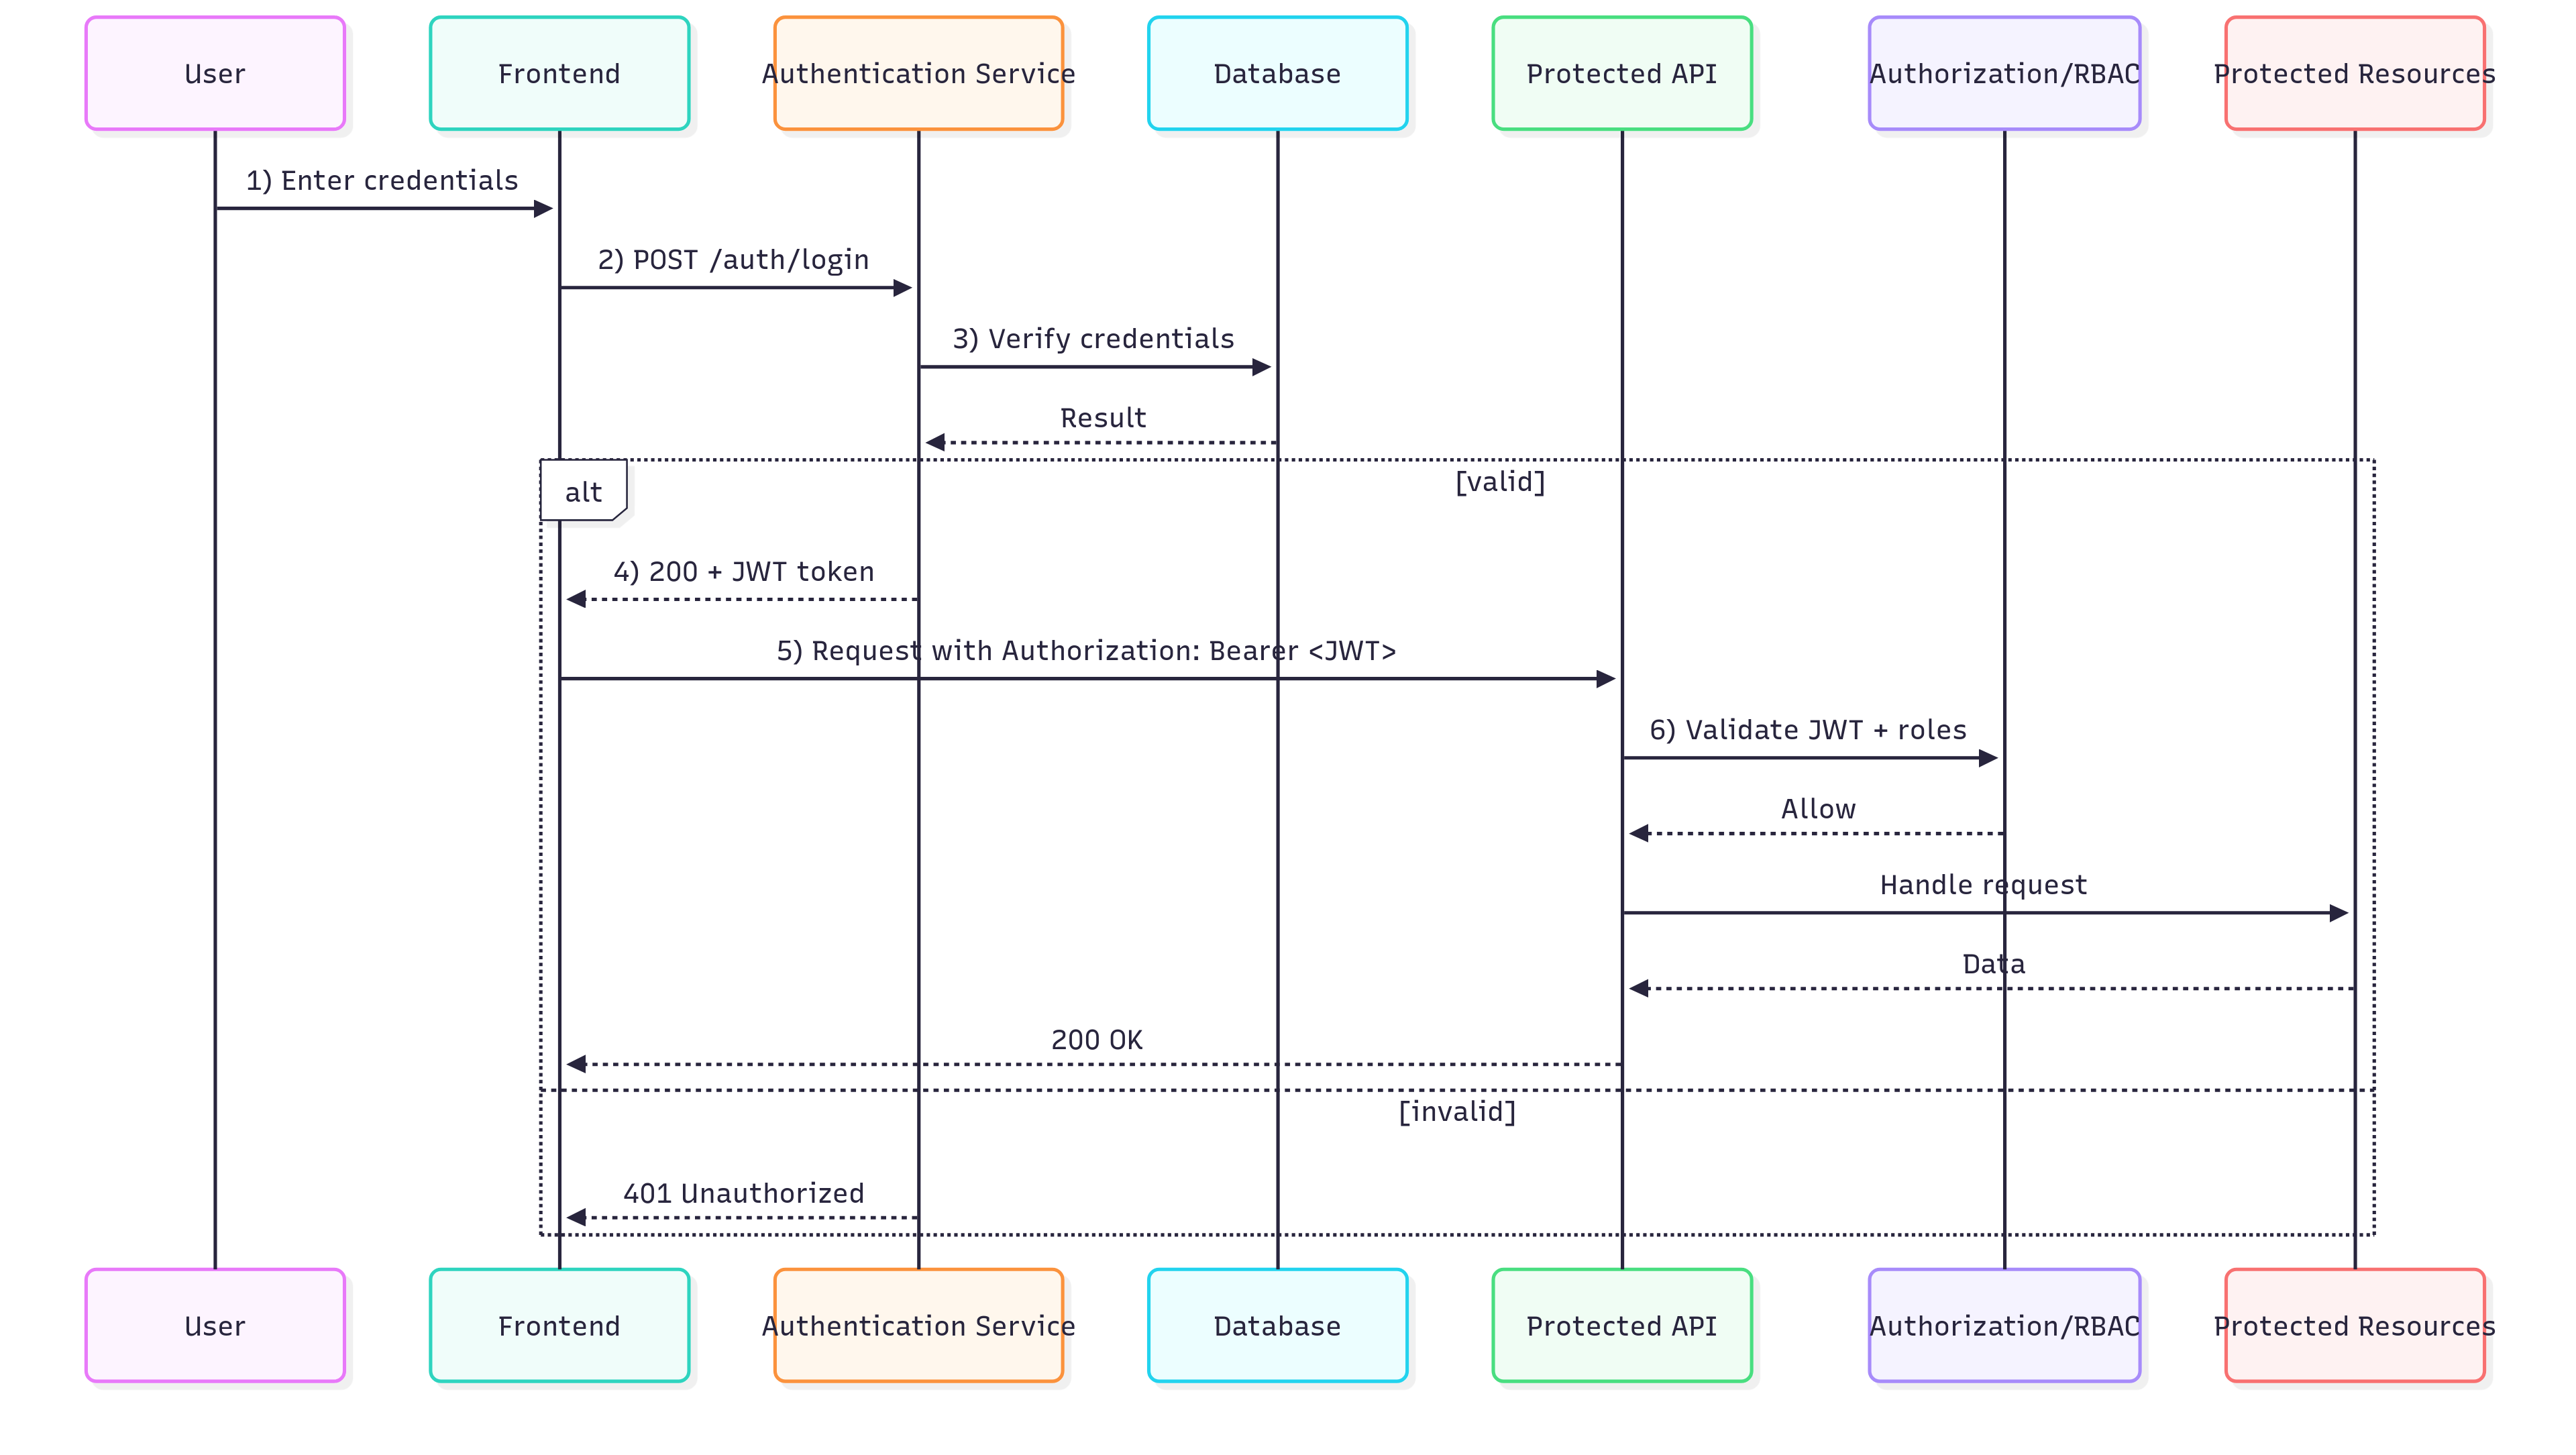 User
Frontend
Authentication Service
Database
Protected API
Authorization/RBAC
Protected Resources
1) Enter credentials
2) POST /auth/login
3) Verify credentials
Result
alt
[valid]
4) 200 + JWT token
5) Request with Authorization: Bearer <JWT>
6) Validate JWT + roles
Allow
Handle request
Data
200 OK
[invalid]
401 Unauthorized
User
Frontend
Authentication Service
Database
Protected API
Authorization/RBAC
Protected Resources